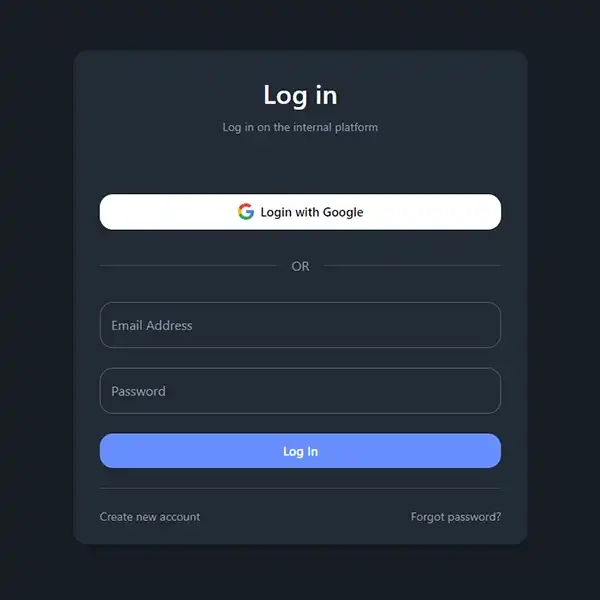 Log in
Log in on the internal platform
Login with Google
OR
Email Address
Password
Log In
Create new account
Forgot password?